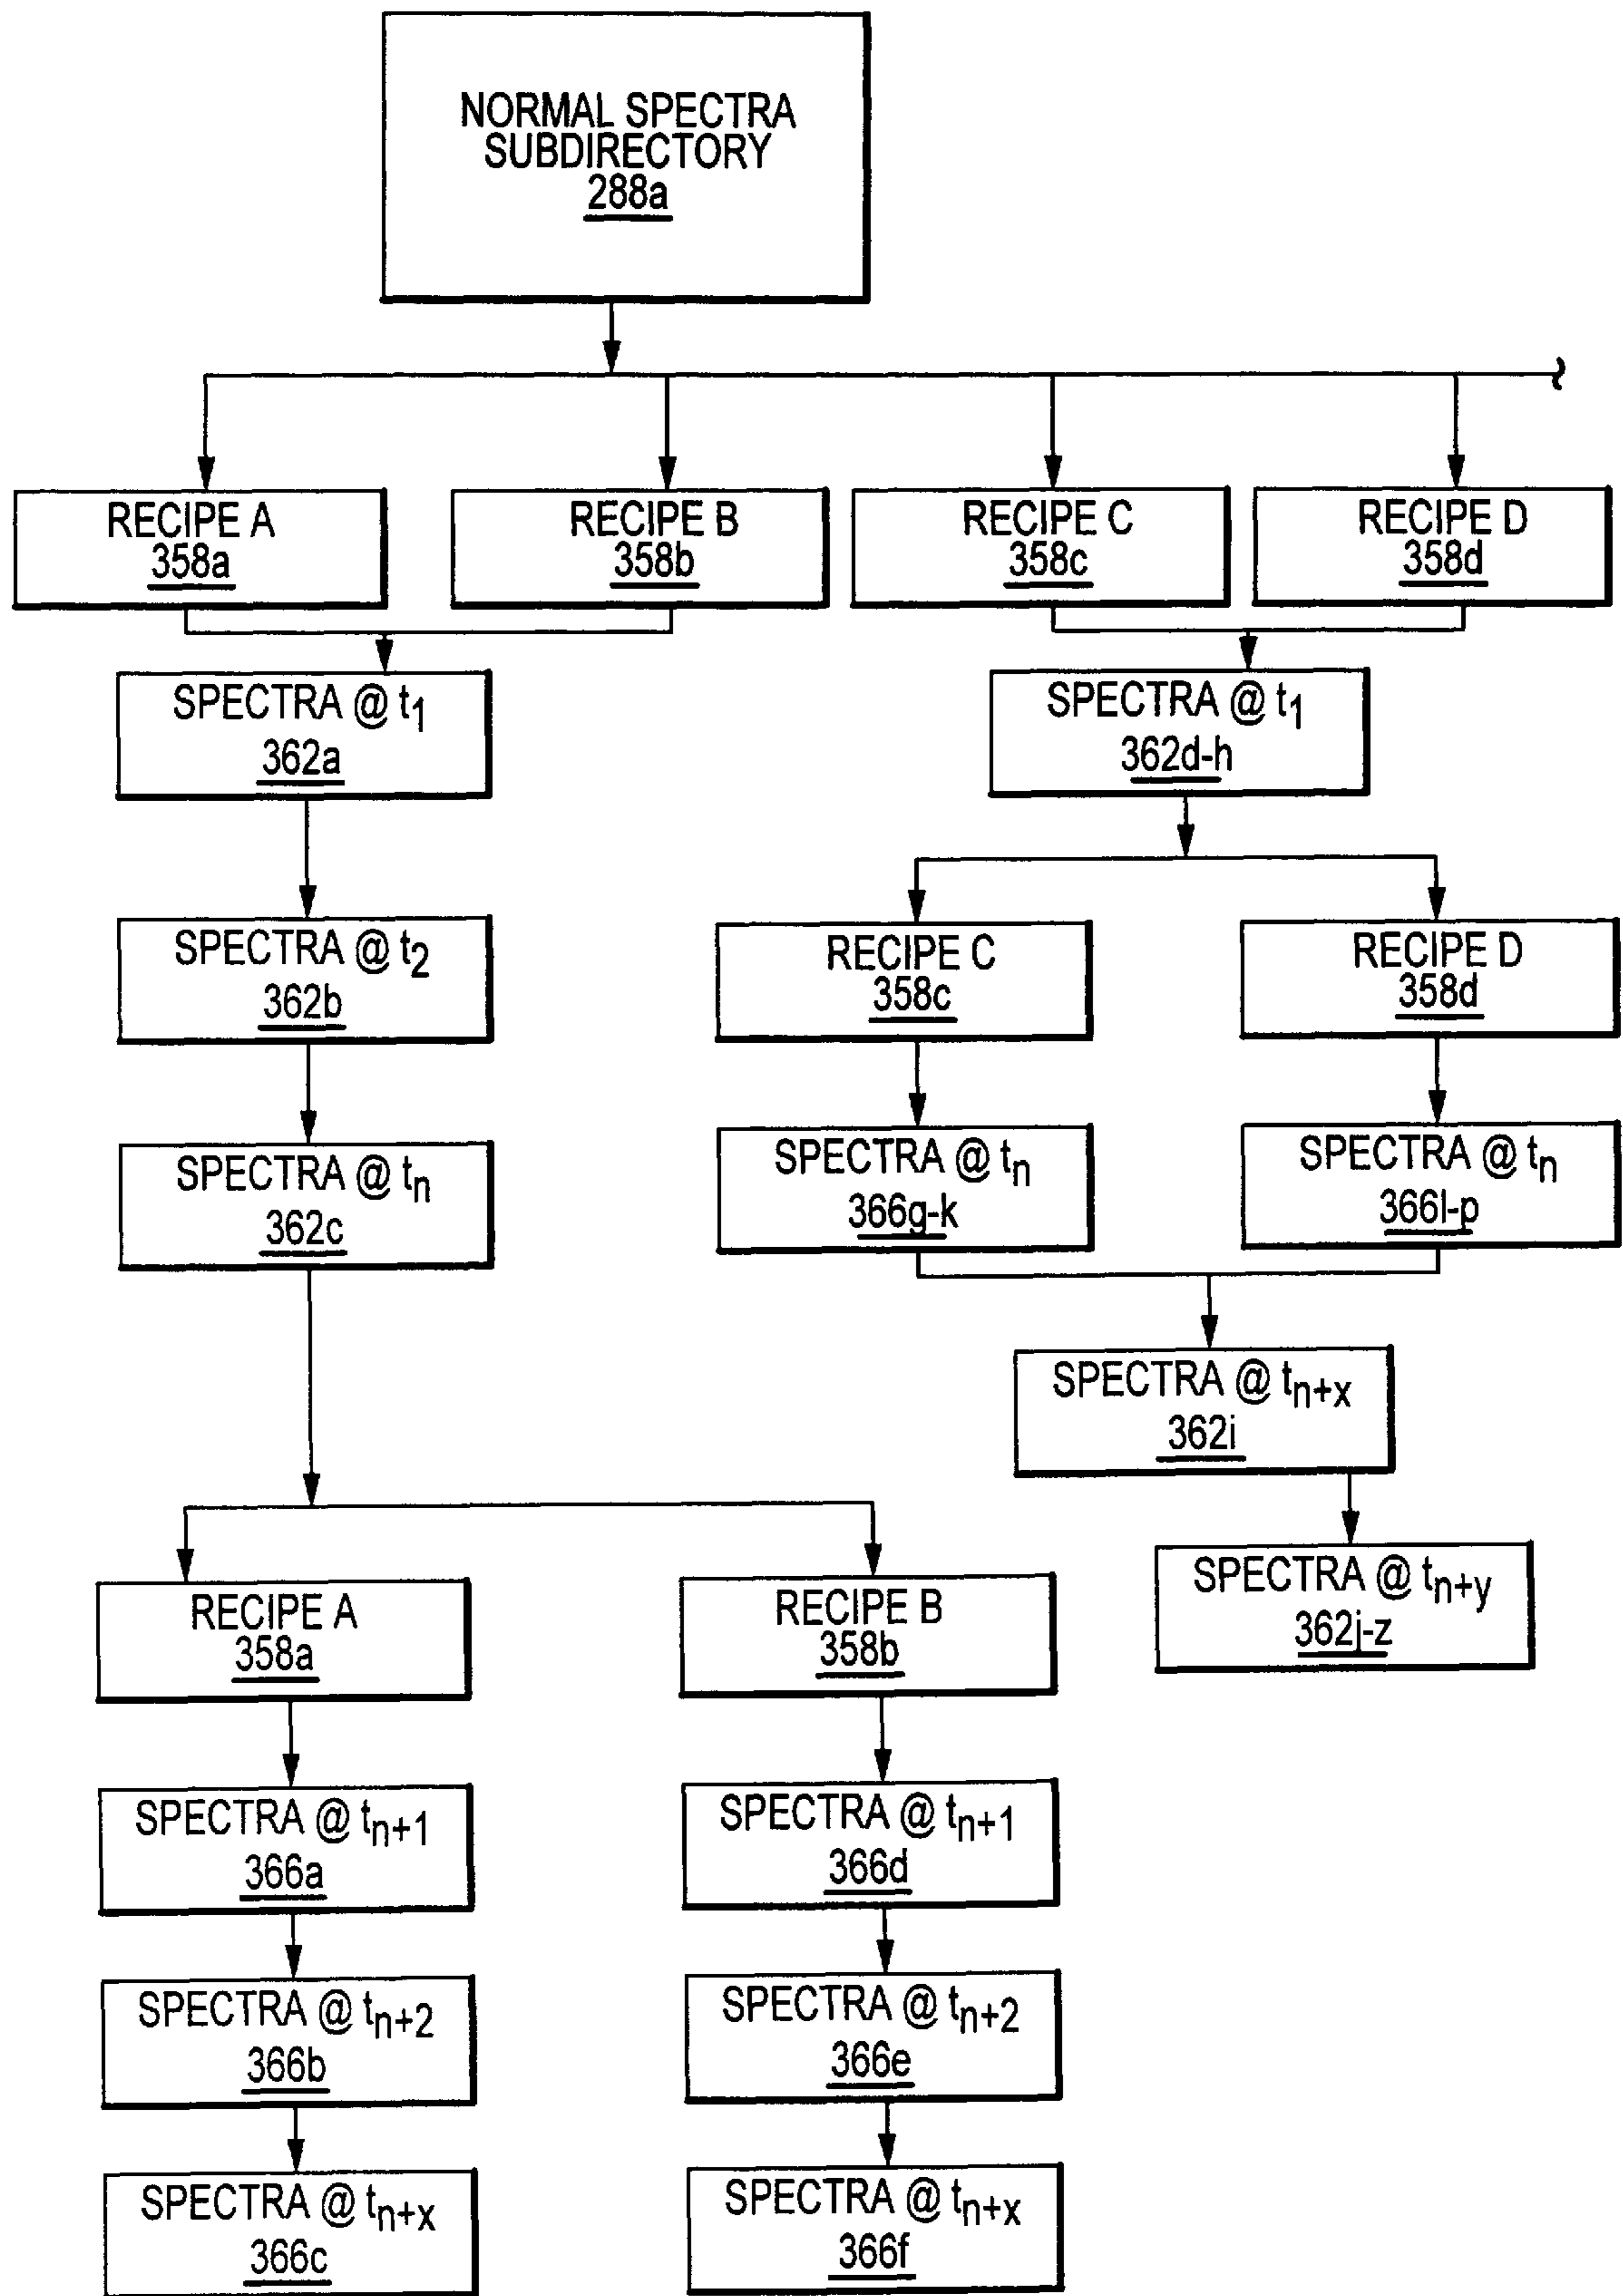 NORMAL SPECTRA
SUBDIRECTORY
288a
RECIPE A
358a
RECIPE B
358b
RECIPE C
358c
RECIPE D
358d
SPECTRA @ t1
362a
SPECTRA @ t1
362d-h
SPECTRA @ t2
362b
RECIPE C
358c
RECIPE D
358d
SPECTRA @ tn
362c
SPECTRA @ tn
366g-k
SPECTRA @ tn
366l-p
SPECTRA @ tn+x
362i
SPECTRA @ tn+y
362j-z
RECIPE A
358a
RECIPE B
358b
SPECTRA @ tn+1
366a
SPECTRA @ tn+1
366d
SPECTRA @ tn+2
366b
SPECTRA @ tn+2
366e
SPECTRA @ tn+x
366c
SPECTRA @ tn+x
366f